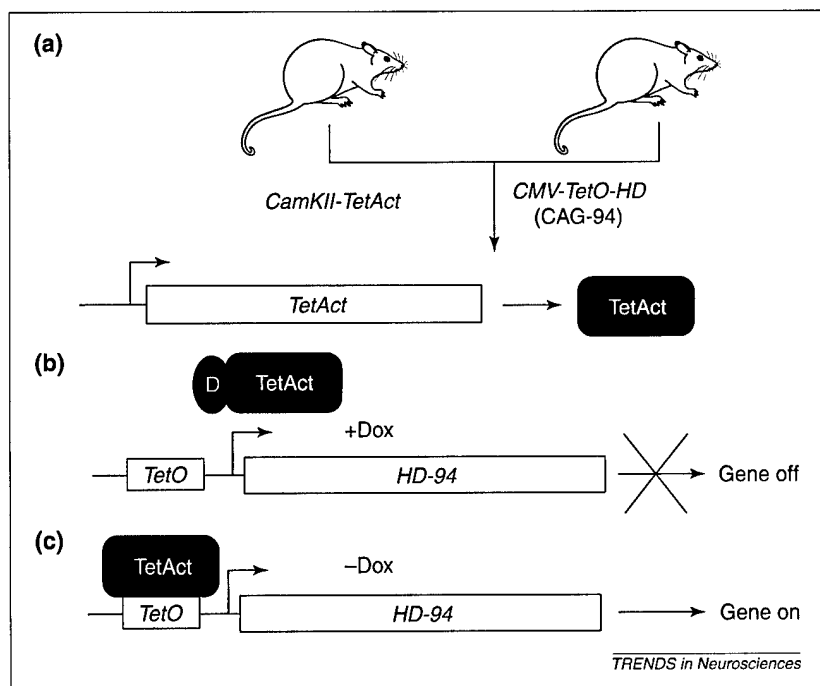 (a)
CamKII-TetAct
CMV-TetO-HD
(CAG-94)
TetAct
TetAct
(b)
D
TetAct
+Dox
TetO
HD-94
Gene off
(c)
TetAct
–Dox
TetO
HD-94
Gene on
TRENDS in Neurosciences